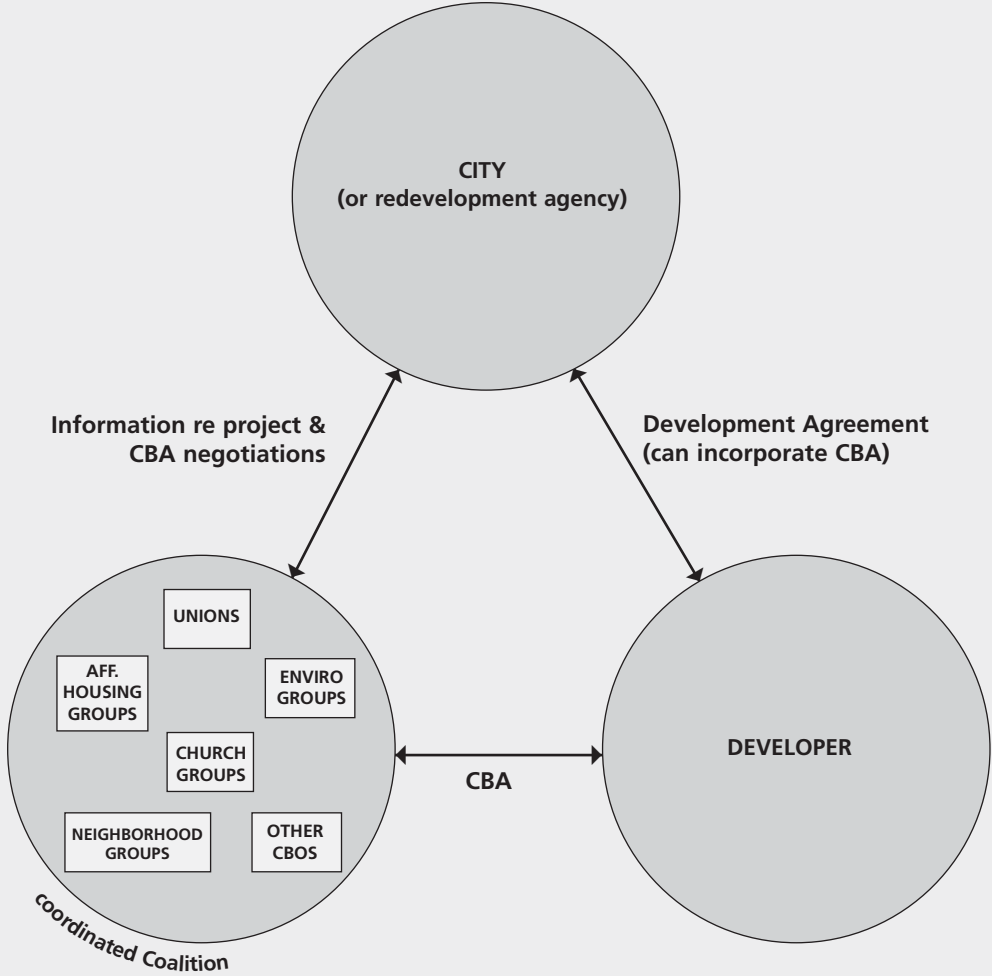 CITY
(or redevelopment agency)
Information re project &
CBA negotiations
Development Agreement
(can incorporate CBA)
UNIONS
AFF.
HOUSING
GROUPS
ENVIRO
GROUPS
CHURCH
GROUPS
NEIGHBORHOOD
GROUPS
OTHER
CBOS
coordinated Coalition
CBA
DEVELOPER